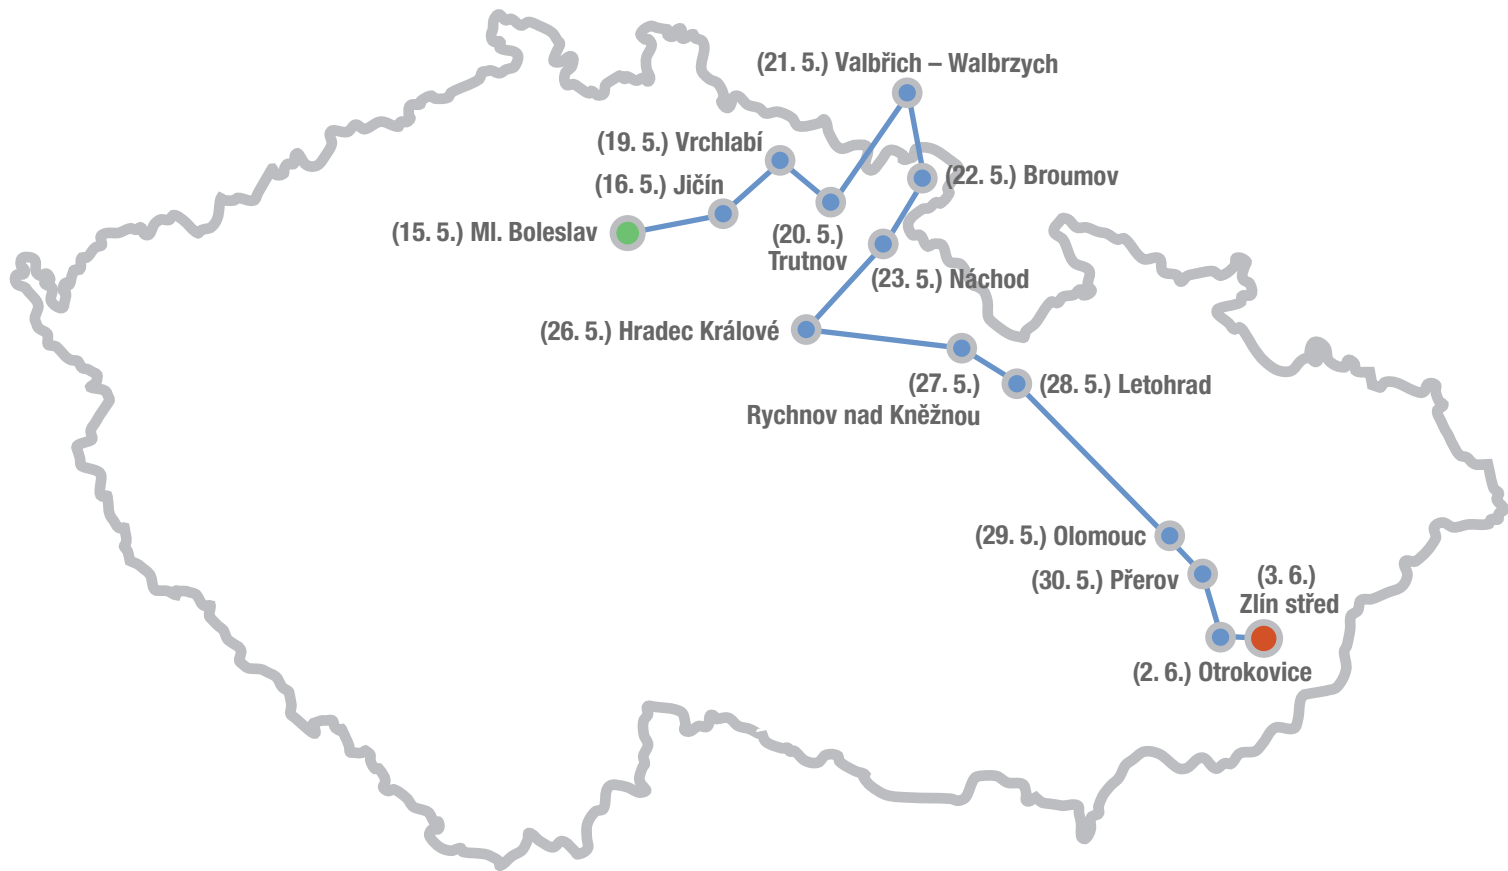 (21. 5.) Valbřich – Walbrzych
(19. 5.) Vrchlabí
(16. 5.) Jičín
(22. 5.) Broumov
(15. 5.) Ml. Boleslav
(20. 5.)
Trutnov
(23. 5.) Náchod
(26. 5.) Hradec Králové
(27. 5.)
Rychnov nad Kněžnou
(28. 5.) Letohrad
(29. 5.) Olomouc
(30. 5.) Přerov
(3. 6.)
Zlín střed
(2. 6.) Otrokovice